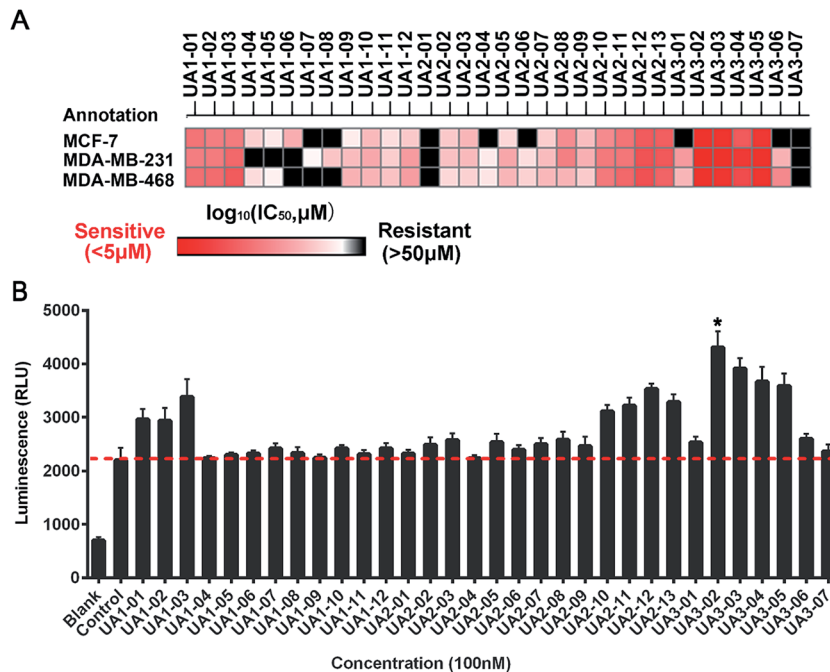 A
UA1-01
UA1-02
UA1-03
UA1-04
UA1-05
UA1-06
UA1-07
UA1-08
UA1-09
UA1-10
UA1-11
UA1-12
UA2-01
UA2-02
UA2-03
UA2-04
UA2-05
UA2-06
UA2-07
UA2-08
UA2-09
UA2-10
UA2-11
UA2-12
UA2-13
UA3-01
UA3-02
UA3-03
UA3-04
UA3-05
UA3-06
UA3-07
Annotation
MCF-7
MDA-MB-231
MDA-MB-468
log₁₀(IC₅₀,μM)
Sensitive
(<5μM)
Resistant
(>50μM)
B
Luminescence (RLU)
5000
4000
3000
2000
1000
0
*
Blank
Control
UA1-01
UA1-02
UA1-03
UA1-04
UA1-05
UA1-06
UA1-07
UA1-08
UA1-09
UA1-10
UA1-11
UA1-12
UA2-01
UA2-02
UA2-03
UA2-04
UA2-05
UA2-06
UA2-07
UA2-08
UA2-09
UA2-10
UA2-11
UA2-12
UA2-13
UA3-01
UA3-02
UA3-03
UA3-04
UA3-05
UA3-06
UA3-07
Concentration (100nM)